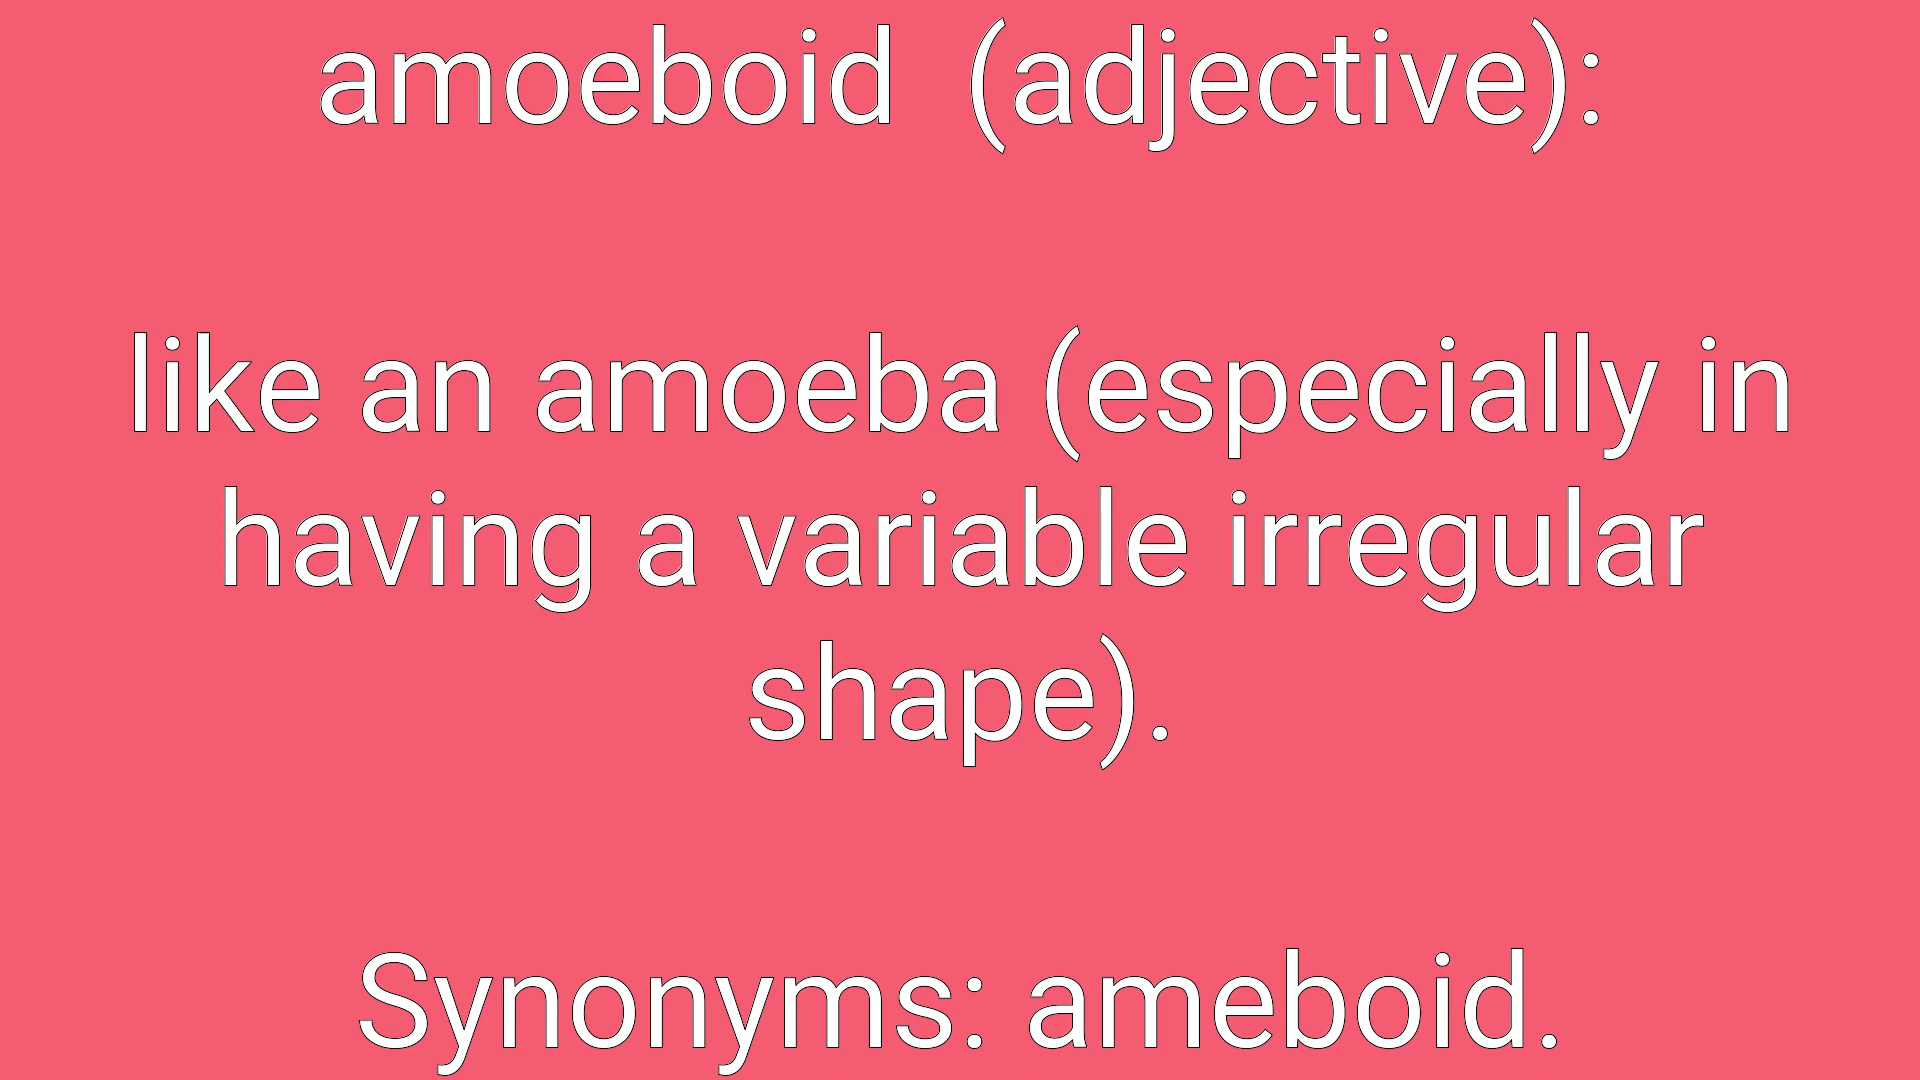 amoeboid  (adjective):
like an amoeba (especially in
having a variable irregular
shape).
Synonyms: ameboid.